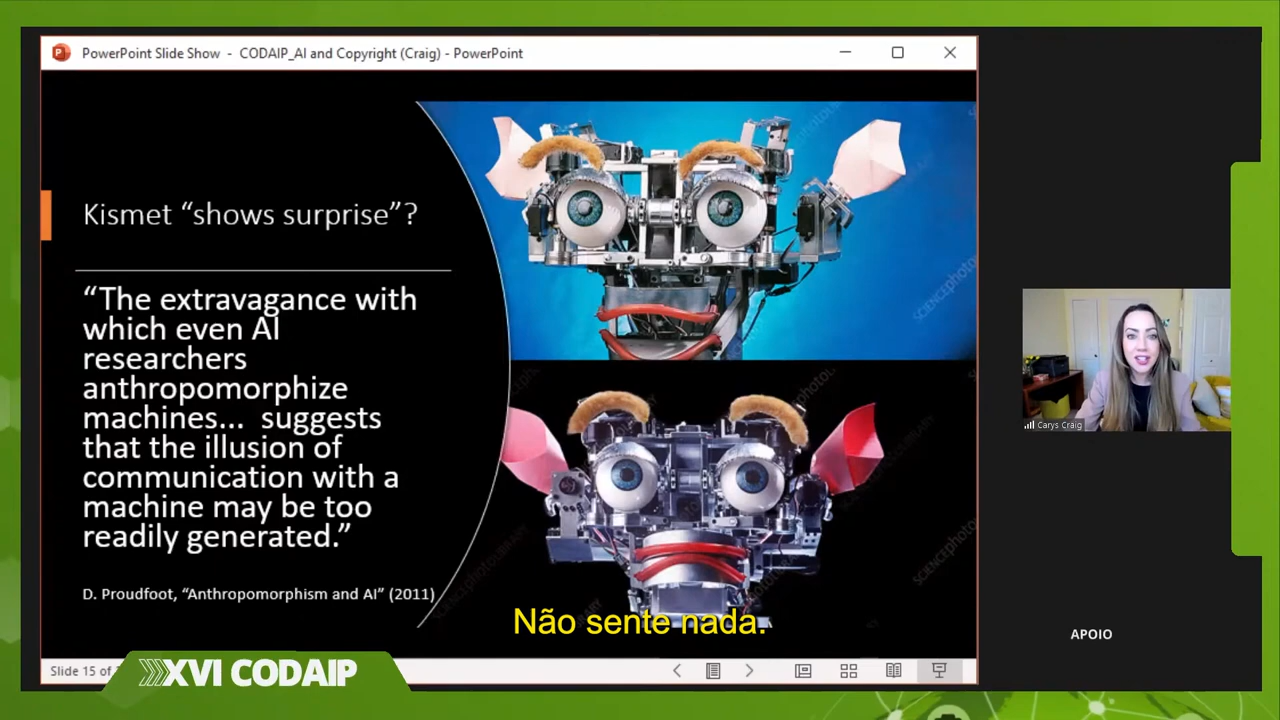 PowerPoint Slide Show - CODAIP_AI and Copyright (Craig) - PowerPoint
Kismet “shows surprise”?
“The extravagance with
which even AI
researchers
anthropomorphize
machines... suggests
that the illusion of
communication with a
machine may be too
readily generated.”
D. Proudfoot, “Anthropomorphism and AI” (2011)
Não sente nada.
Carys Craig
APOIO
Slide 15 of
XVI CODAIP